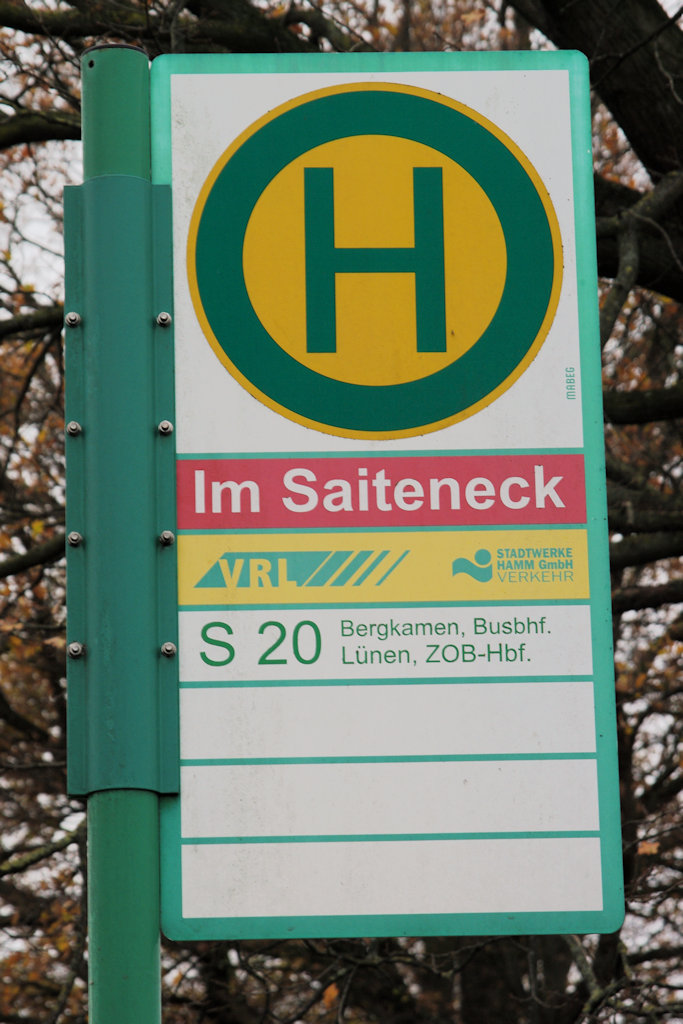 H
MABEG
Im Saiteneck
VRL
STADTWERKE
HAMM GmbH
VERKEHR
S 20
Bergkamen, Busbhf.
Lünen, ZOB-Hbf.